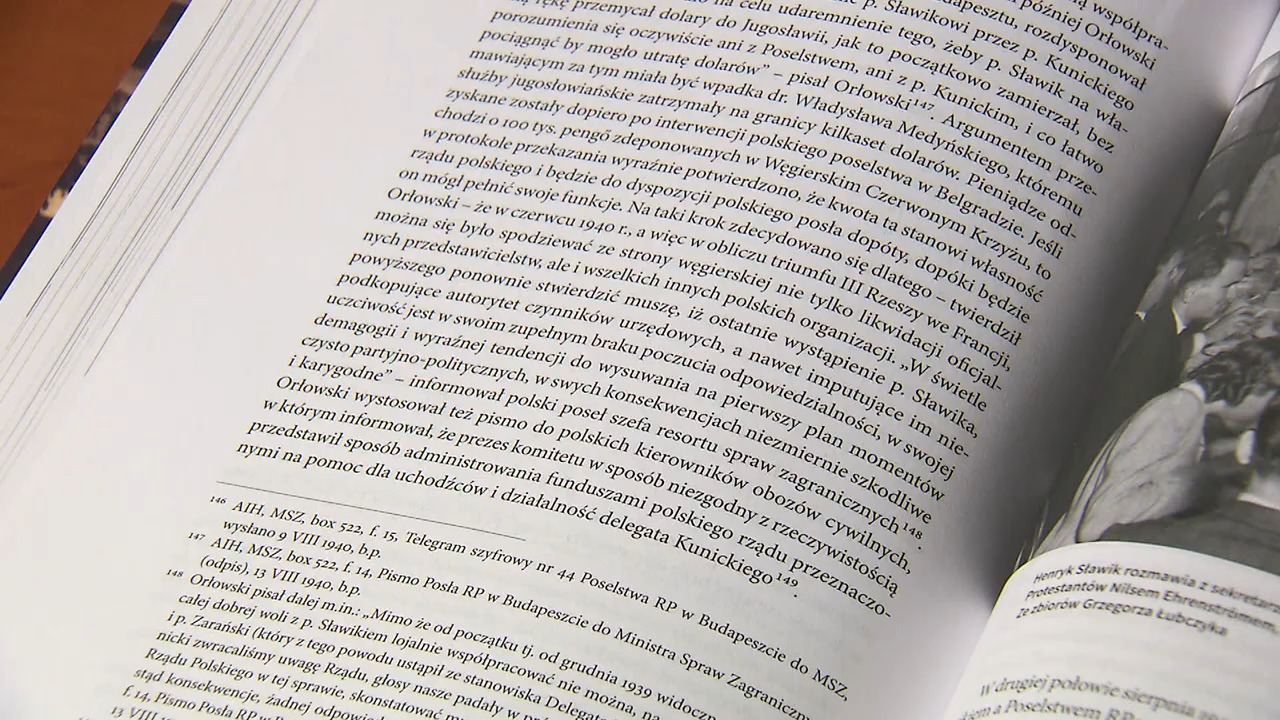 później Orłowski
współpra-
Budapesztu, rozdysponował
na celu udaremnienie tego, żeby p. Sławik na wła-
rękę przemycał dolary do Jugosławii, jak to początkowo zamierzał, bez
porozumienia się oczywiście ani z Poselstwem, ani z p. Kunickim, i co łatwo
pociągnąć by mogło utratę dolarów” – pisał Orłowski¹⁴⁷. Argumentem prze-
mawiającym za tym miała być wpadka dr. Władysława Medyńskiego, któremu
służby jugosłowiańskie zatrzymały na granicy kilkaset dolarów. Pieniądze od-
zyskane zostały dopiero po interwencji polskiego poselstwa w Belgradzie. Jeśli
chodzi o 100 tys. pengő zdeponowanych w Węgierskim Czerwonym Krzyżu, to
w protokole przekazania wyraźnie potwierdzono, że kwota ta stanowi własność
rządu polskiego i będzie do dyspozycji polskiego posła dopóty, dopóki będzie
on mógł pełnić swoje funkcje. Na taki krok zdecydowano się dlatego – twierdził
Orłowski – że w czerwcu 1940 r., a więc w obliczu triumfu III Rzeszy we Francji,
można się było spodziewać ze strony węgierskiej nie tylko likwidacji oficjal-
nych przedstawicielstw, ale i wszelkich innych polskich organizacji. „W świetle
powyższego ponownie stwierdzić muszę, iż ostatnie wystąpienie p. Sławika,
podkopujące autorytet czynników urzędowych, a nawet imputujące im nie-
uczciwość jest w swoim zupełnym braku poczucia odpowiedzialności, w swojej
demagogii i wyraźnej tendencji do wysuwania na pierwszy plan momentów
czysto partyjno-politycznych, w swych konsekwencjach niezmiernie szkodliwe
i karygodne” – informował polski poseł szefa resortu spraw zagranicznych¹⁴⁸.
Orłowski wystosował też pismo do polskich kierowników obozów cywilnych,
w którym informował, że prezes komitetu w sposób niezgodny z rzeczywistością
przedstawił sposób administrowania funduszami polskiego rządu przeznaczo-
nymi na pomoc dla uchodźców i działalność delegata Kunickiego¹⁴⁹.
¹⁴⁶ AIH, MSZ, box 522, f. 15, Telegram szyfrowy nr 44 Poselstwa RP w Budapeszcie do MSZ,
wysłano 9 VIII 1940, b.p.
¹⁴⁷ AIH, MSZ, box 522, f. 14, Pismo Posła RP w Budapeszcie do Ministra Spraw Zagranicznych
(odpis), 13 VIII 1940, b.p.
¹⁴⁸ Orłowski pisał dalej m.in.: „Mimo że od początku tj. od grudnia 1939
całej dobrej woli z p. Sławikiem lojalnie współpracować nie można, na
i p. Zarański (który z tego powodu ustąpił ze stanowiska
nicki zwracaliśmy uwagę Rządu, głosy nasze padały w
Rządu Polskiego w tej sprawie, skonstatować
stąd konsekwencje, żadnej
f. 14, Pismo Posła RP w
13 VIII
Henryk Sławik rozmawia z
Protestantów Nilsem Ehrenströmem.
Ze zbiorów Grzegorza Łubczyka
W drugiej połowie sierpnia
a Poselstwem RP